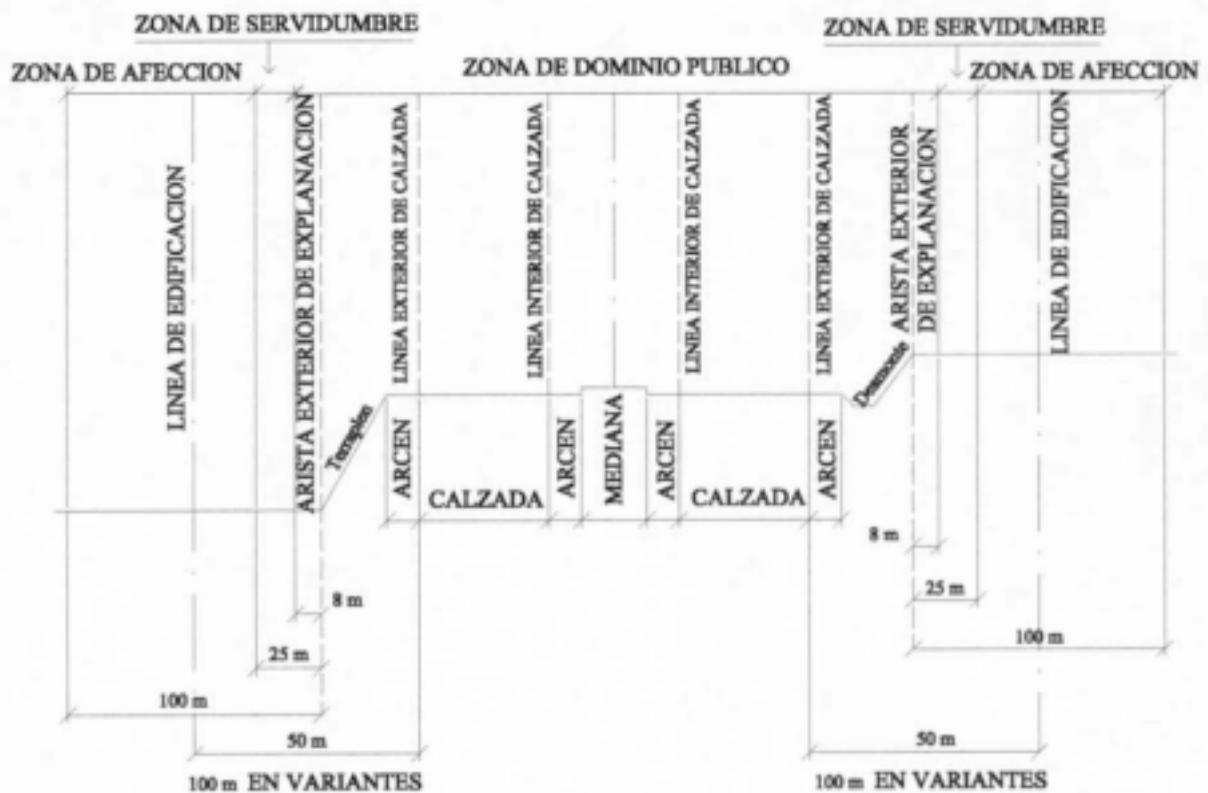 ZONA DE SERVIDUMBRE
ZONA DE SERVIDUMBRE
ZONA DE AFECCION
ZONA DE DOMINIO PUBLICO
ZONA DE AFECCION
LINEA DE EDIFICACION
ARISTA EXTERIOR DE EXPLANACION
LINEA EXTERIOR DE CALZADA
LINEA INTERIOR DE CALZADA
LINEA INTERIOR DE CALZADA
LINEA EXTERIOR DE CALZADA
ARISTA EXTERIOR
DE EXPLANACION
LINEA DE EDIFICACION
Terraplen
Desmonte
ARCEN
CALZADA
ARCEN
MEDIANA
ARCEN
CALZADA
ARCEN
8 m
25 m
100 m
50 m
100 m EN VARIANTES
8 m
25 m
100 m
50 m
100 m EN VARIANTES